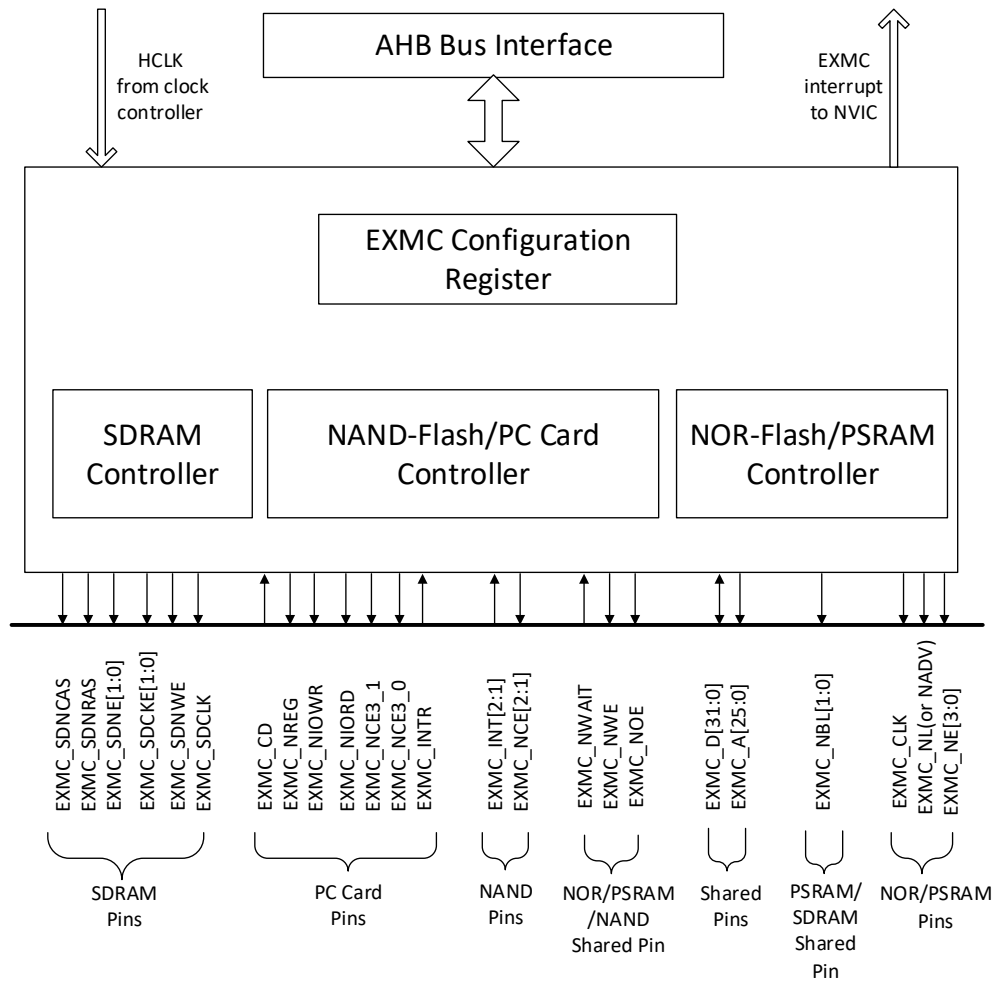 HCLK
from clock
controller
AHB Bus Interface
EXMC
interrupt
to NVIC
EXMC Configuration
Register
SDRAM
Controller
NAND-Flash/PC Card
Controller
NOR-Flash/PSRAM
Controller
EXMC_SDNCAS
EXMC_SDNRAS
EXMC_SDNE[1:0]
EXMC_SDCKE[1:0]
EXMC_SDNWE
EXMC_SDCLK
EXMC_CD
EXMC_NREG
EXMC_NIOWR
EXMC_NIORD
EXMC_NCE3_1
EXMC_NCE3_0
EXMC_INTR
EXMC_INT[2:1]
EXMC_NCE[2:1]
EXMC_NWAIT
EXMC_NWE
EXMC_NOE
EXMC_D[31:0]
EXMC_A[25:0]
EXMC_NBL[1:0]
EXMC_CLK
EXMC_NL(or NADV)
EXMC_NE[3:0]
SDRAM
Pins
PC Card
Pins
NAND
Pins
NOR/PSRAM
/NAND
Shared Pin
Shared
Pins
PSRAM/
SDRAM
Shared
Pin
NOR/PSRAM
Pins